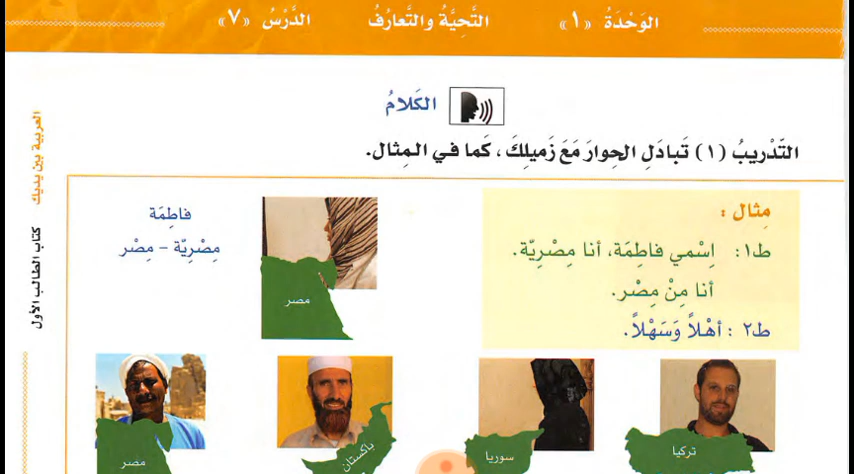 الوَحْدَةُ «١» التَّحِيَّةُ والتَّعارُفُ الدَّرْسُ «٧»
الكَلامُ
التَّدْريبُ (١) تَبادَلِ الحِوارَ مَعَ زَميلِكَ ، كَما في المِثال.
مِثال :
ط١: اِسْمي فاطِمَة، أنا مِصْرِيّة.
أنا مِنْ مِصْر.
ط٢ : أهْلاً وَسَهْلاً.
فاطِمَة
مِصْرِيّة – مِصْر
مصر
تركيا
سوريا
باكستان
مصر
العربية بين يديك كتاب الطالب الأول